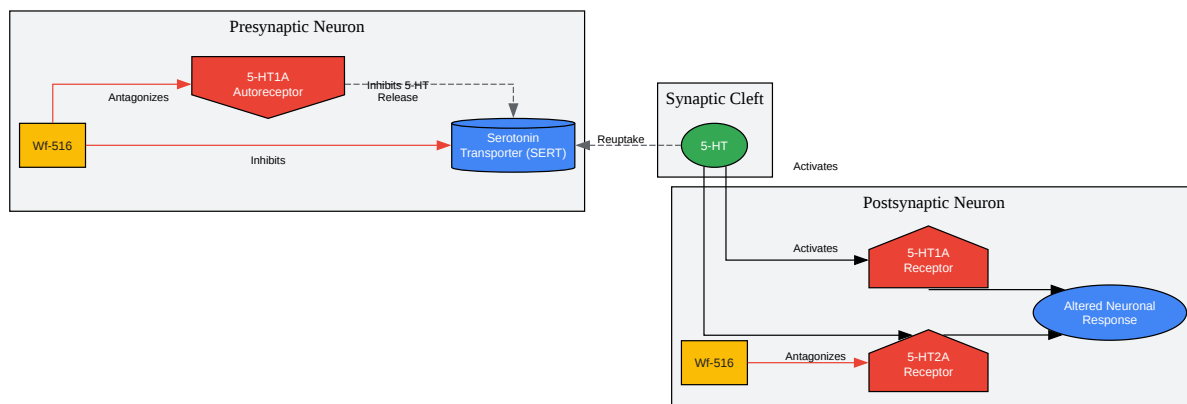 Presynaptic Neuron
5-HT1A
Autoreceptor
Inhibits 5-HT
Release
Antagonizes
Wf-516
Inhibits
Serotonin
Transporter (SERT)
Reuptake
Synaptic Cleft
5-HT
Activates
Postsynaptic Neuron
Activates
5-HT1A
Receptor
Altered Neuronal
Response
Wf-516
Antagonizes
5-HT2A
Receptor